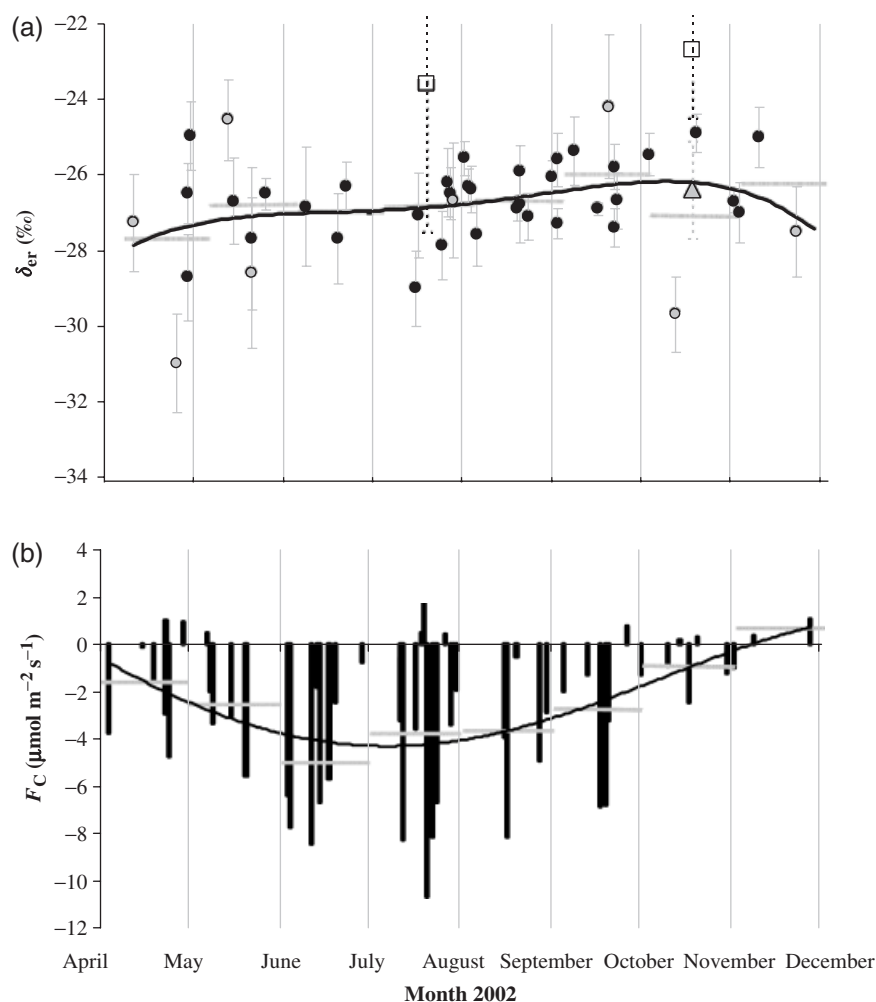 (a)
−22
−24
−26
−28
−30
−32
−34
δer (‰)
(b)
4
2
0
−2
−4
−6
−8
−10
−12
FC (μmol m−2 s−1)
April May June July August September October November December
Month 2002